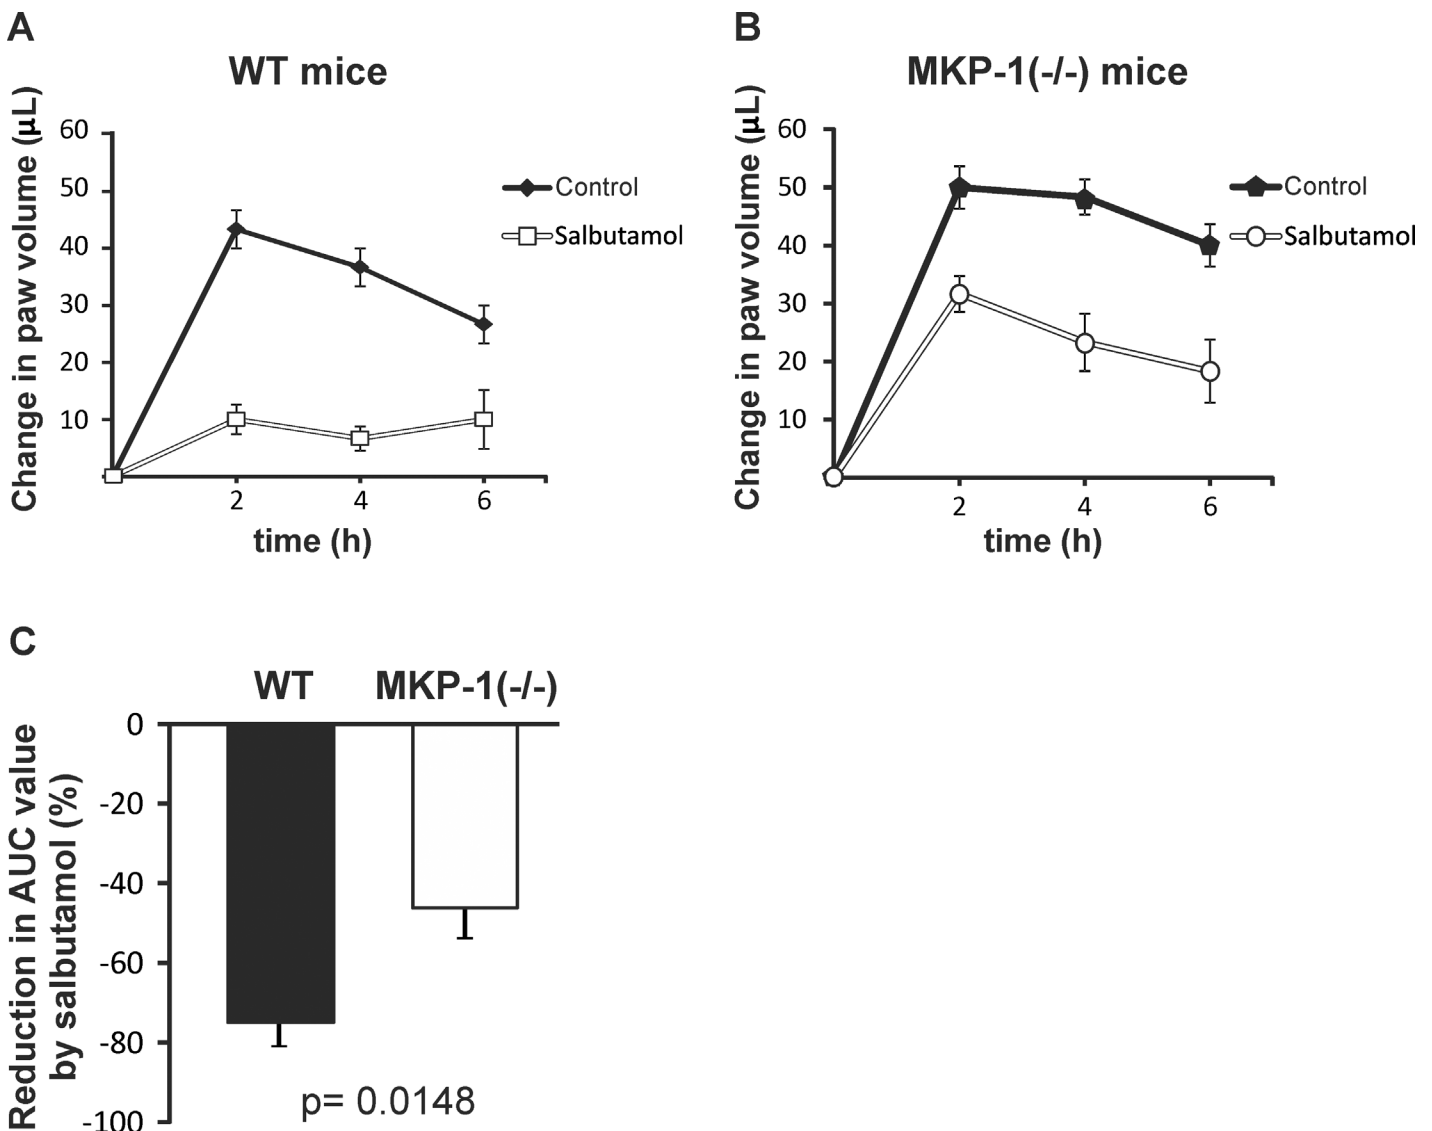 A
WT mice
Change in paw volume (µL)
60
50
40
30
20
10
2
4
6
time (h)
Control
Salbutamol
B
MKP-1(-/-) mice
Change in paw volume (µL)
60
50
40
30
20
10
2
4
6
time (h)
Control
Salbutamol
C
WT
MKP-1(-/-)
Reduction in AUC value
by salbutamol (%)
0
-20
-40
-60
-80
-100
p= 0.0148